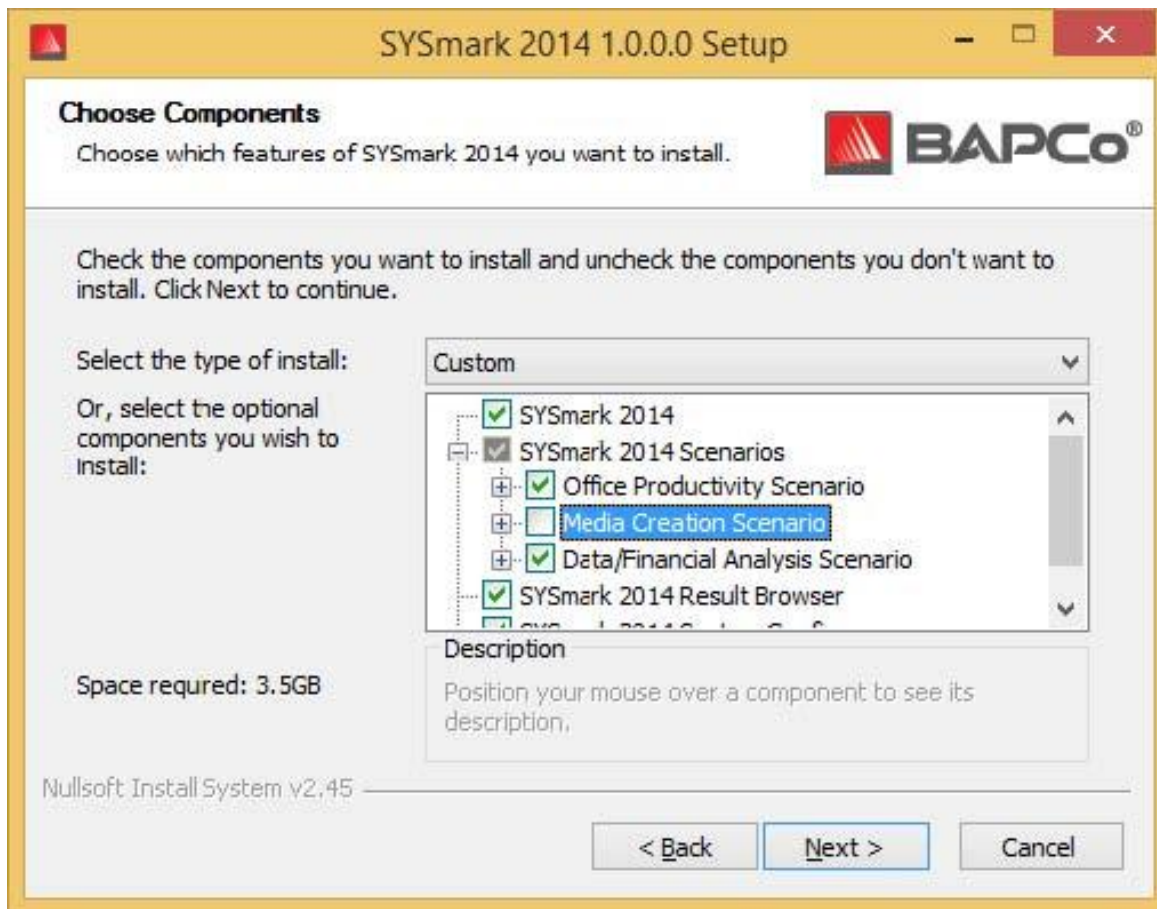 SYSmark 2014 1.0.0.0 Setup
Choose Components
Choose which features of SYSmark 2014 you want to install.
BAPCo®
Check the components you want to install and uncheck the components you don't want to
install. Click Next to continue.
Select the type of install:
Custom
Or, select the optional
components you wish to
install:
SYSmark 2014
SYSmark 2014 Scenarios
Office Productivity Scenario
Media Creation Scenario
Data/Financial Analysis Scenario
SYSmark 2014 Result Browser
Space requred: 3.5GB
Description
Position your mouse over a component to see its
description.
Nullsoft Install System v2.45
< Back
Next >
Cancel